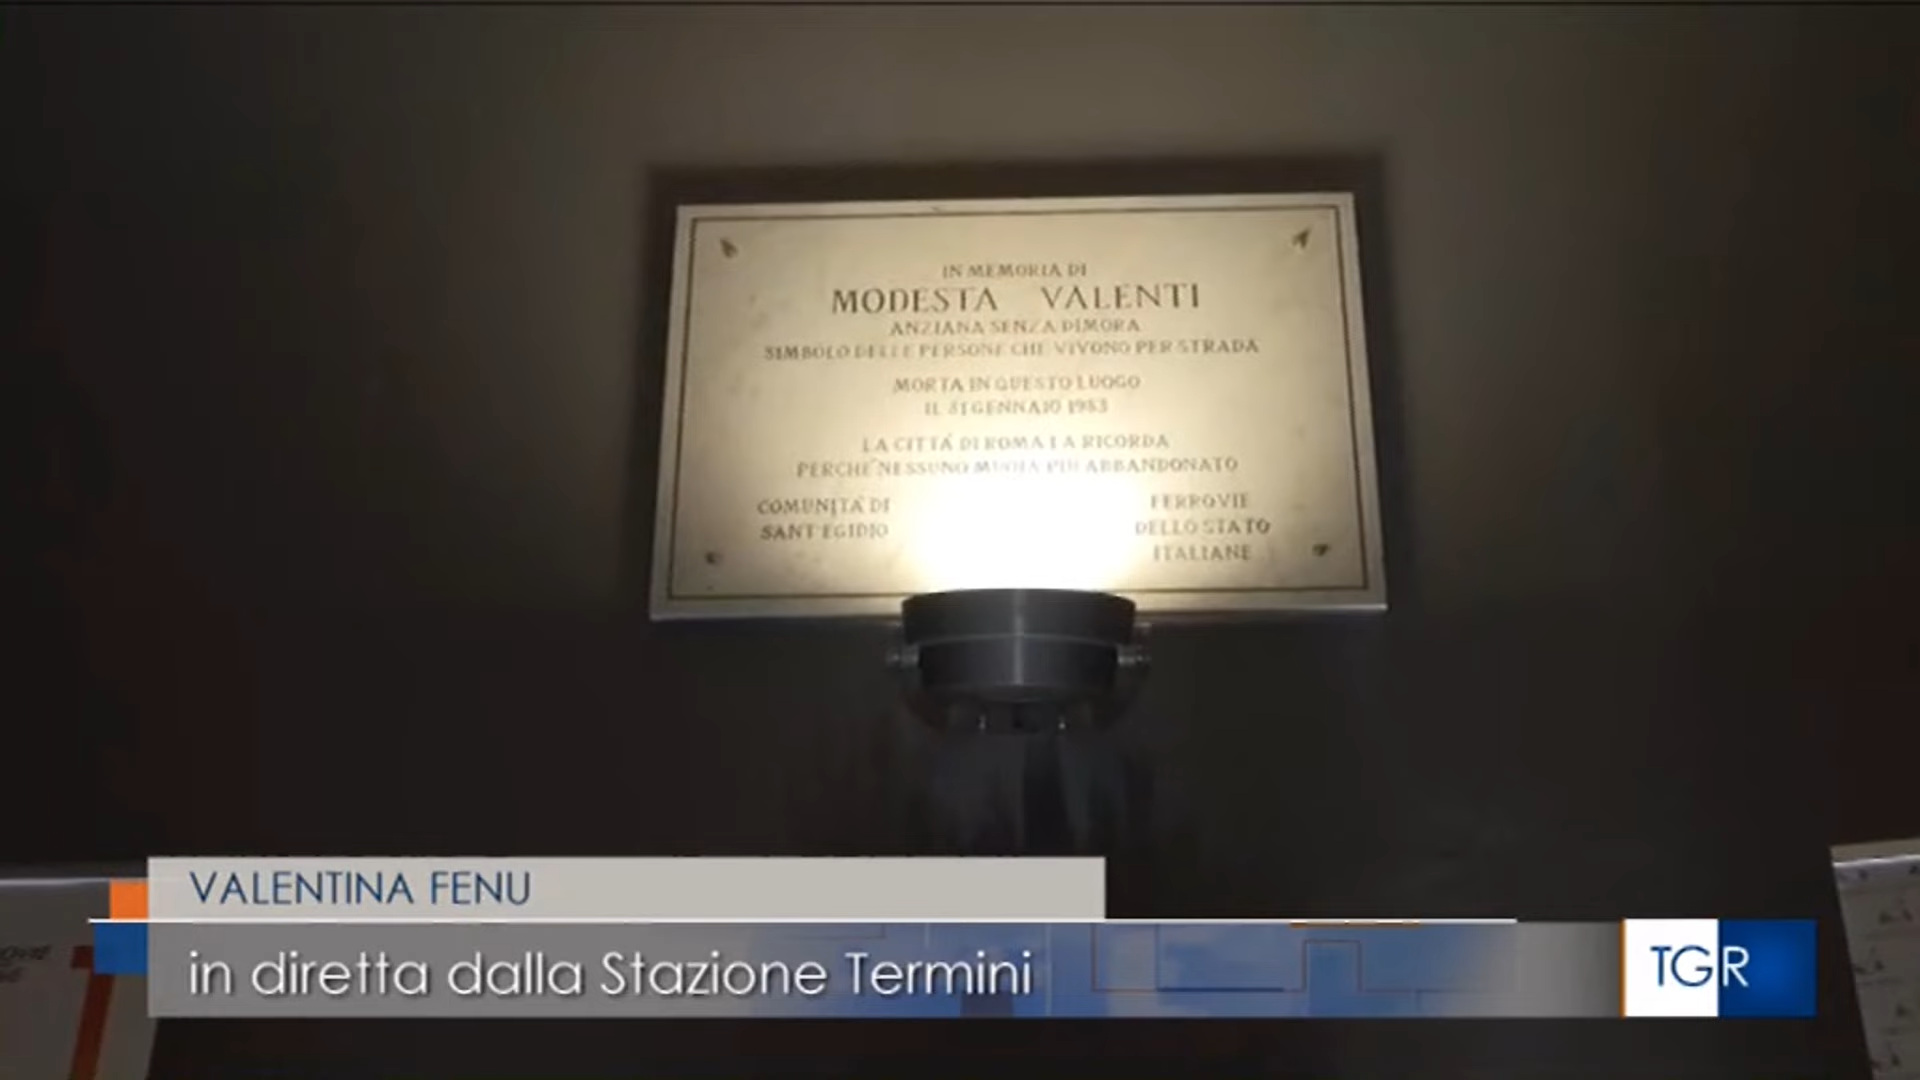 IN MEMORIA DI
MODESTA VALENTI
ANZIANA SENZA DIMORA
SIMBOLO DELLE PERSONE CHE VIVONO PER STRADA
MORTA IN QUESTO LUOGO
IL 31 GENNAIO 1983
LA CITTÀ DI ROMA LA RICORDA
PERCHÉ NESSUNO MUOIA PIÙ ABBANDONATO
COMUNITÀ DI
SANT'EGIDIO
FERROVIE
DELLO STATO
ITALIANE
VALENTINA FENU
in diretta dalla Stazione Termini
TGR